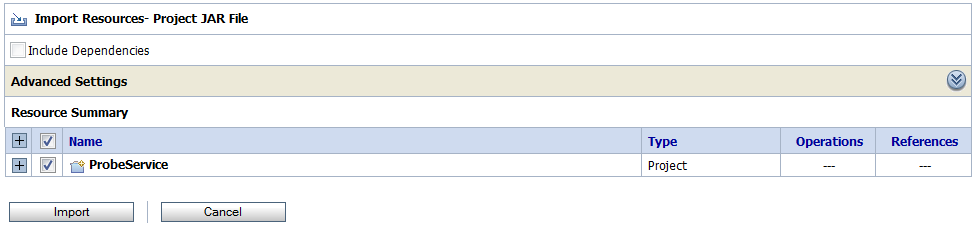 Import Resources- Project JAR File
Include Dependencies
Advanced Settings
Resource Summary
Name Type Operations References
ProbeService Project --- ---
Import Cancel